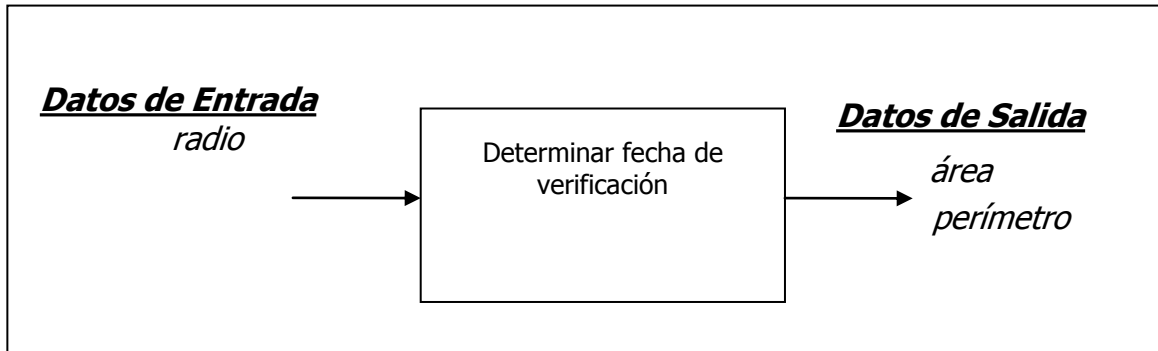 Datos de Entrada
radio
Determinar fecha de
verificación
Datos de Salida
área
perímetro